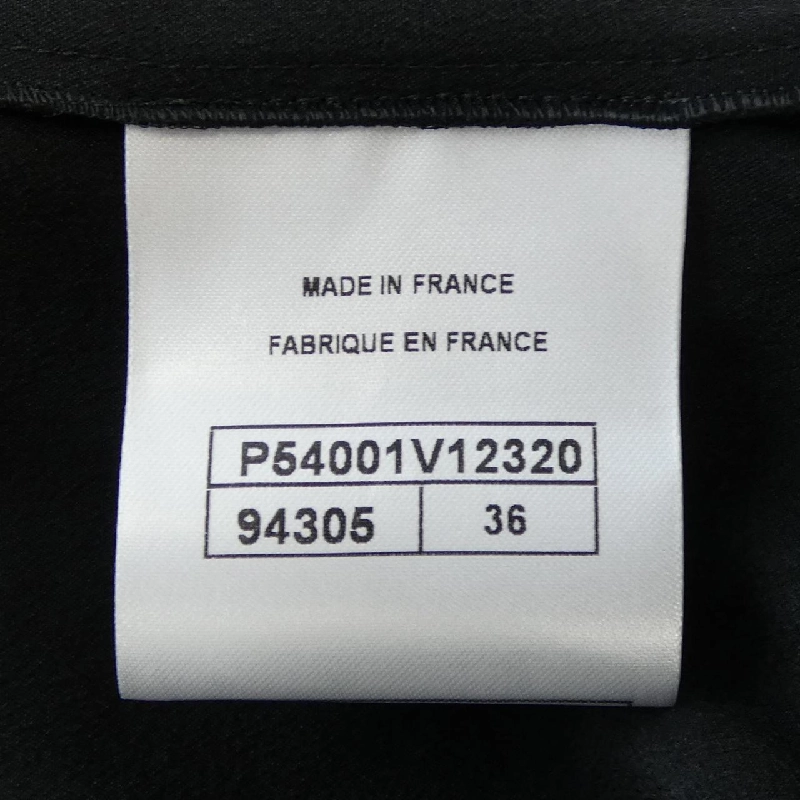 MADE IN FRANCE
FABRIQUE EN FRANCE
P54001V12320
94305 36